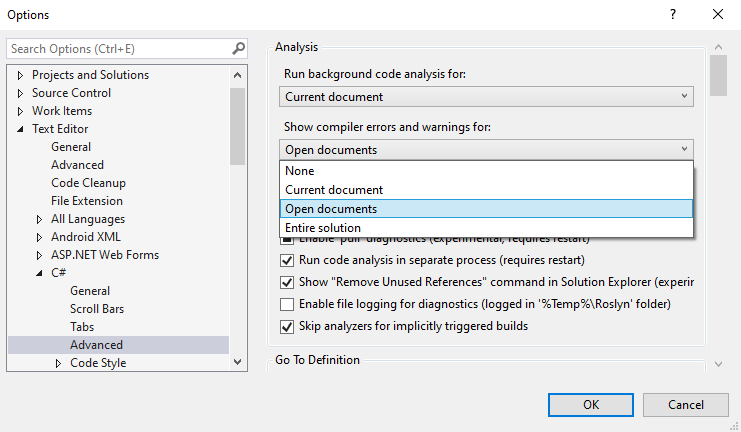 Options
Search Options (Ctrl+E)
Projects and Solutions
Source Control
Work Items
Text Editor
General
Advanced
Code Cleanup
File Extension
All Languages
Android XML
ASP.NET Web Forms
C#
General
Scroll Bars
Tabs
Advanced
Code Style
Analysis
Run background code analysis for:
Current document
Show compiler errors and warnings for:
Open documents
None
Current document
Open documents
Entire solution
Enable 'pull' diagnostics (experimental, requires restart)
Run code analysis in separate process (requires restart)
Show "Remove Unused References" command in Solution Explorer (experim
Enable file logging for diagnostics (logged in '%Temp%\Roslyn' folder)
Skip analyzers for implicitly triggered builds
Go To Definition
OK
Cancel